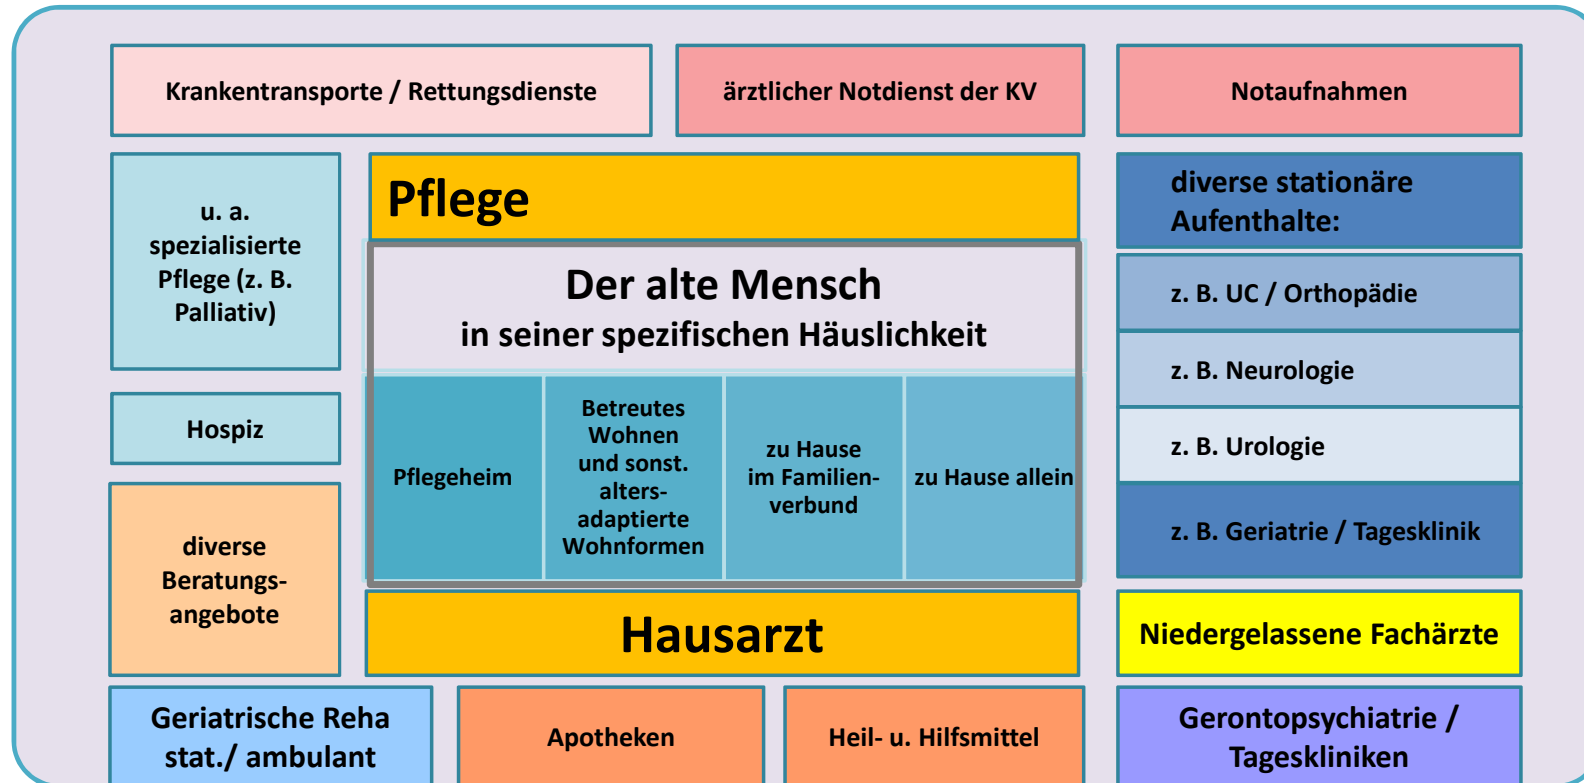 Krankentransporte / Rettungsdienste
ärztlicher Notdienst der KV
Notaufnahmen
u. a.
spezialisierte
Pflege (z. B.
Palliativ)
Hospiz
diverse
Beratungs-
angebote
Pflege
Der alte Mensch
in seiner spezifischen Häuslichkeit
Pflegeheim
Betreutes
Wohnen
und sonst.
alters-
adaptierte
Wohnformen
zu Hause
im Familien-
verbund
zu Hause allein
Hausarzt
diverse stationäre
Aufenthalte:
z. B. UC / Orthopädie
z. B. Neurologie
z. B. Urologie
z. B. Geriatrie / Tagesklinik
Niedergelassene Fachärzte
Geriatrische Reha
stat./ ambulant
Apotheken
Heil- u. Hilfsmittel
Gerontopsychiatrie /
Tageskliniken